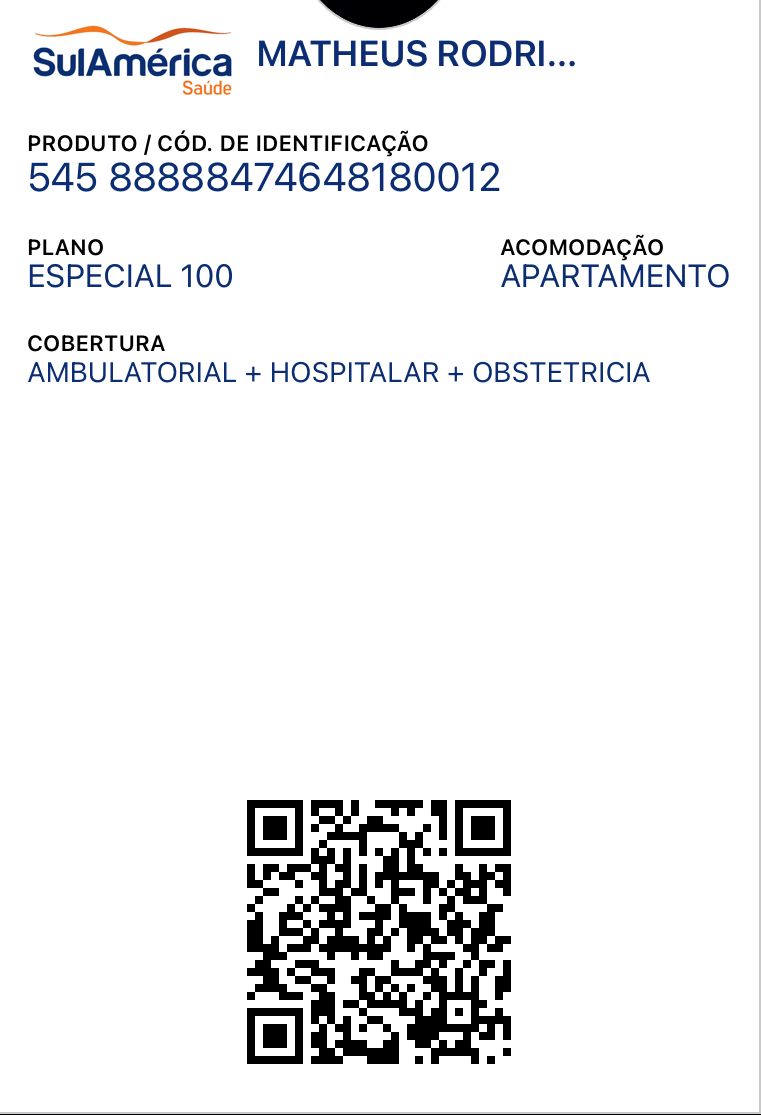 SulAmérica
Saúde
MATHEUS RODRI...
PRODUTO / CÓD. DE IDENTIFICAÇÃO
545 88888474648180012
PLANO
ESPECIAL 100
ACOMODAÇÃO
APARTAMENTO
COBERTURA
AMBULATORIAL + HOSPITALAR + OBSTETRICIA